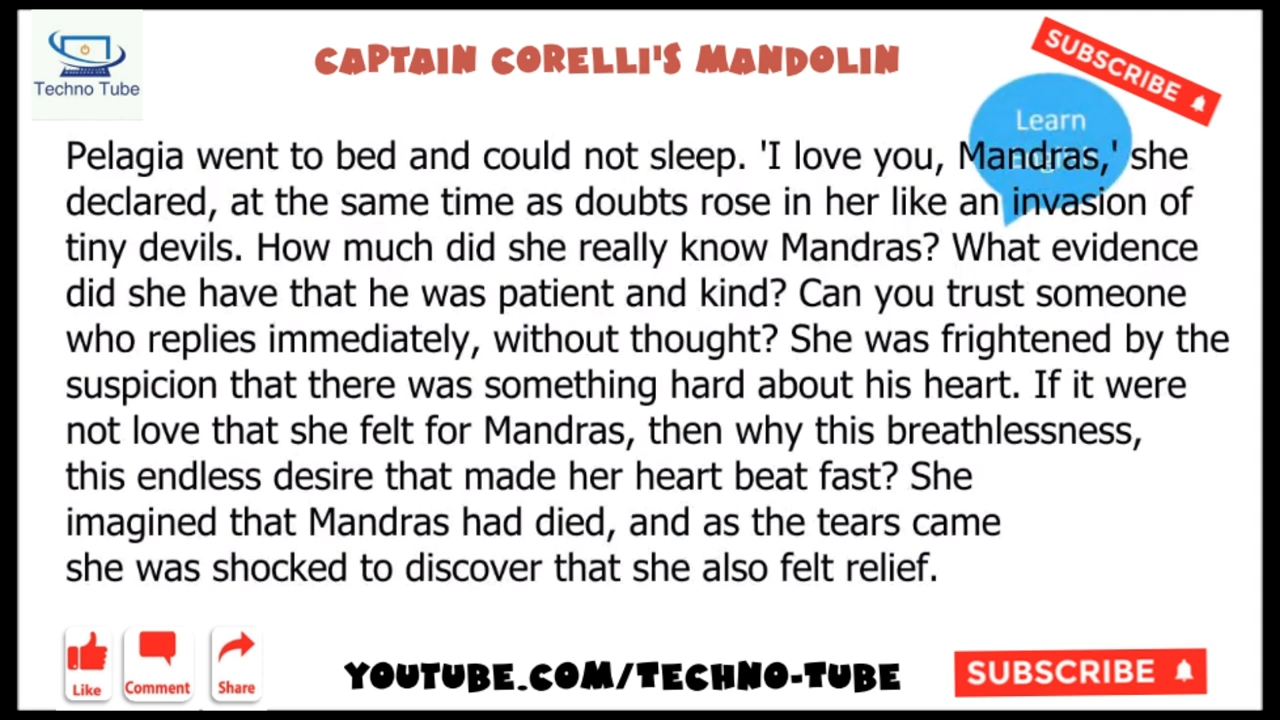 CAPTAIN CORELLI'S MANDOLIN
SUBSCRIBE
Techno Tube
Learn
English
Pelagia went to bed and could not sleep. 'I love you, Mandras,' she
declared, at the same time as doubts rose in her like an invasion of
tiny devils. How much did she really know Mandras? What evidence
did she have that he was patient and kind? Can you trust someone
who replies immediately, without thought? She was frightened by the
suspicion that there was something hard about his heart. If it were
not love that she felt for Mandras, then why this breathlessness,
this endless desire that made her heart beat fast? She
imagined that Mandras had died, and as the tears came
she was shocked to discover that she also felt relief.
Like
Comment
Share
YOUTUBE.COM/TECHNO-TUBE
SUBSCRIBE